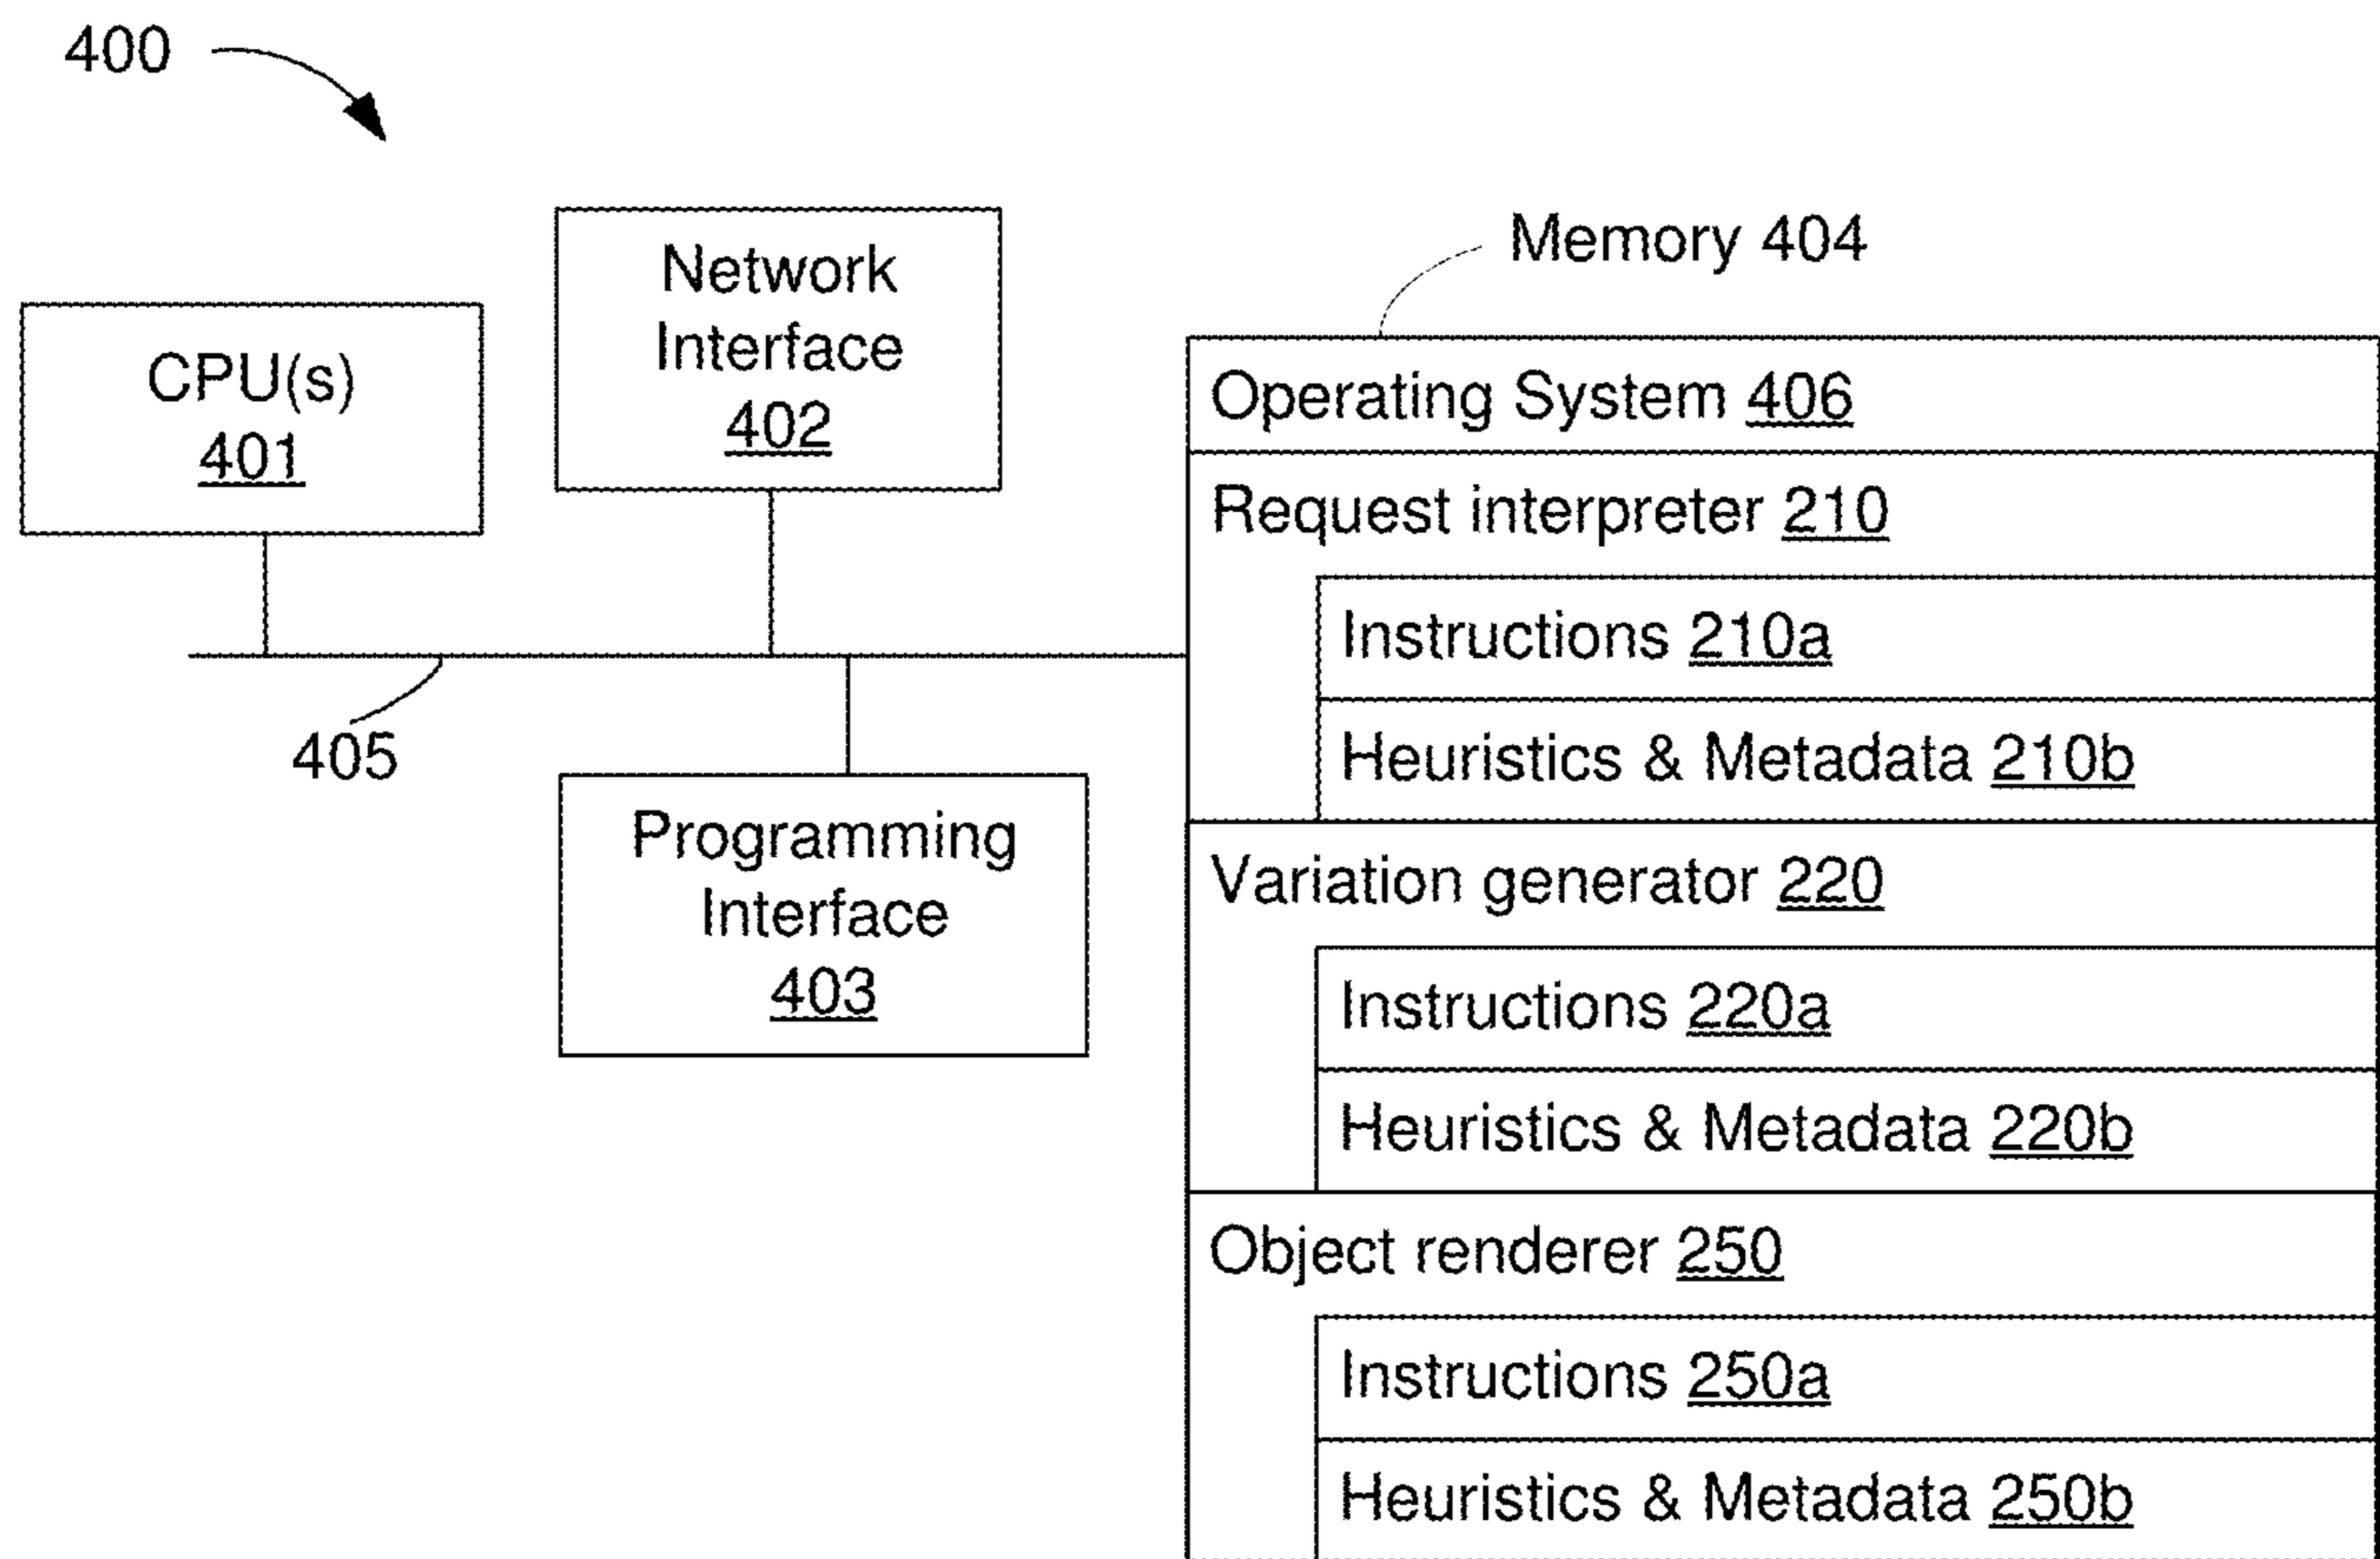 400
Network
Interface
402
CPU(s)
401
405
Programming
Interface
403
Memory 404
Operating System 406
Request interpreter 210
Instructions 210a
Heuristics & Metadata 210b
Variation generator 220
Instructions 220a
Heuristics & Metadata 220b
Object renderer 250
Instructions 250a
Heuristics & Metadata 250b